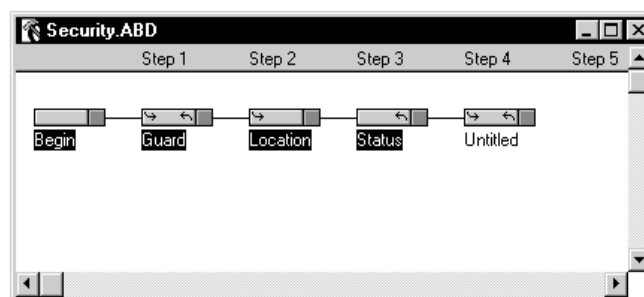 Security.ABD
Step 1 Step 2 Step 3 Step 4 Step 5
Begin Guard Location Status Untitled